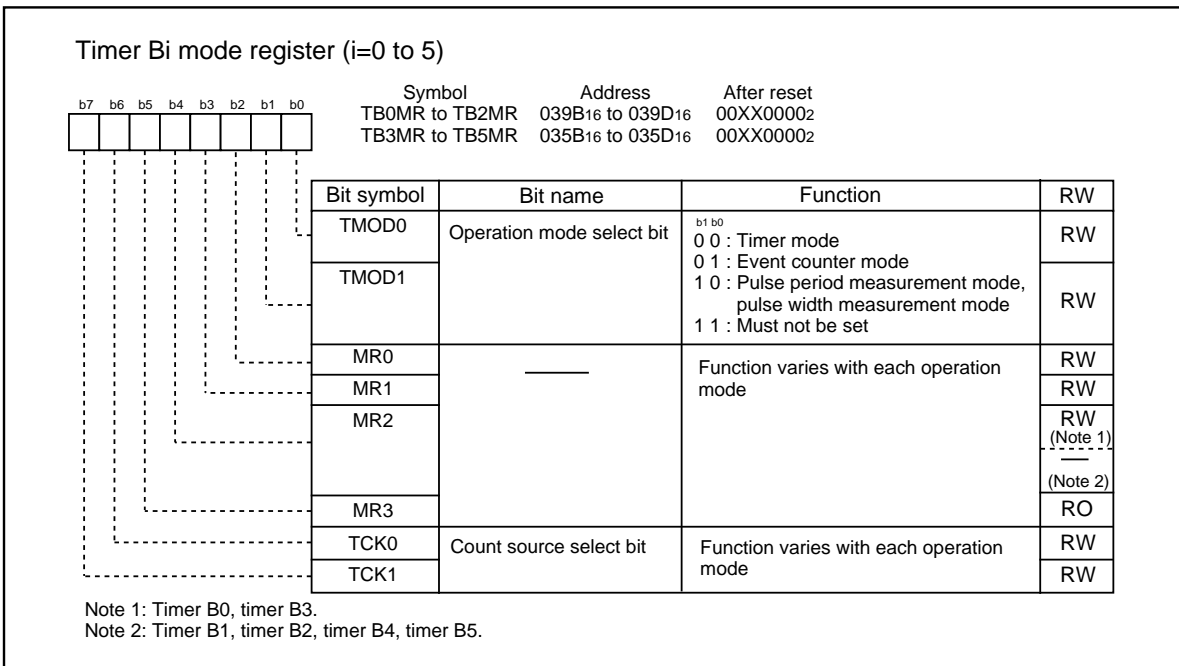 Timer Bi mode register (i=0 to 5)
Symbol Address After reset
TB0MR to TB2MR 039B16 to 039D16 00XX00002
TB3MR to TB5MR 035B16 to 035D16 00XX00002
b7 b6 b5 b4 b3 b2 b1 b0
Bit symbol Bit name Function RW
TMOD0 Operation mode select bit b1 b0 RW
0 0 : Timer mode
0 1 : Event counter mode
TMOD1 1 0 : Pulse period measurement mode, RW
pulse width measurement mode
1 1 : Must not be set
MR0 Function varies with each operation RW
MR1 mode RW
MR2 RW
(Note 1)
(Note 2)
MR3 RO
TCK0 Count source select bit Function varies with each operation RW
TCK1 mode RW
Note 1: Timer B0, timer B3.
Note 2: Timer B1, timer B2, timer B4, timer B5.